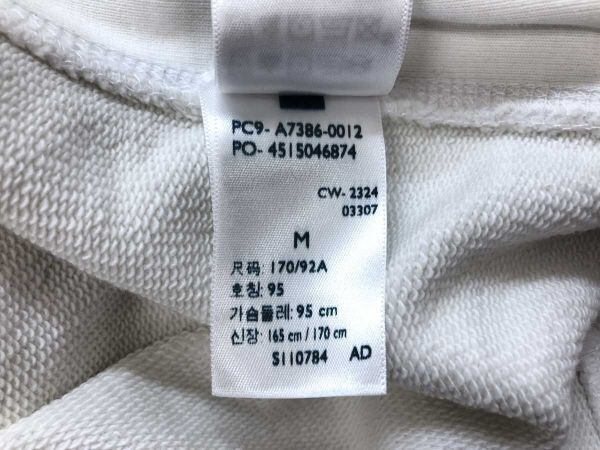 PC9- A7386-0012
PO- 4515046874
CW- 2324
03307
M
尺码: 170/92A
호칭: 95
가슴둘레: 95 cm
신장: 165 cm / 170 cm
S110784 AD